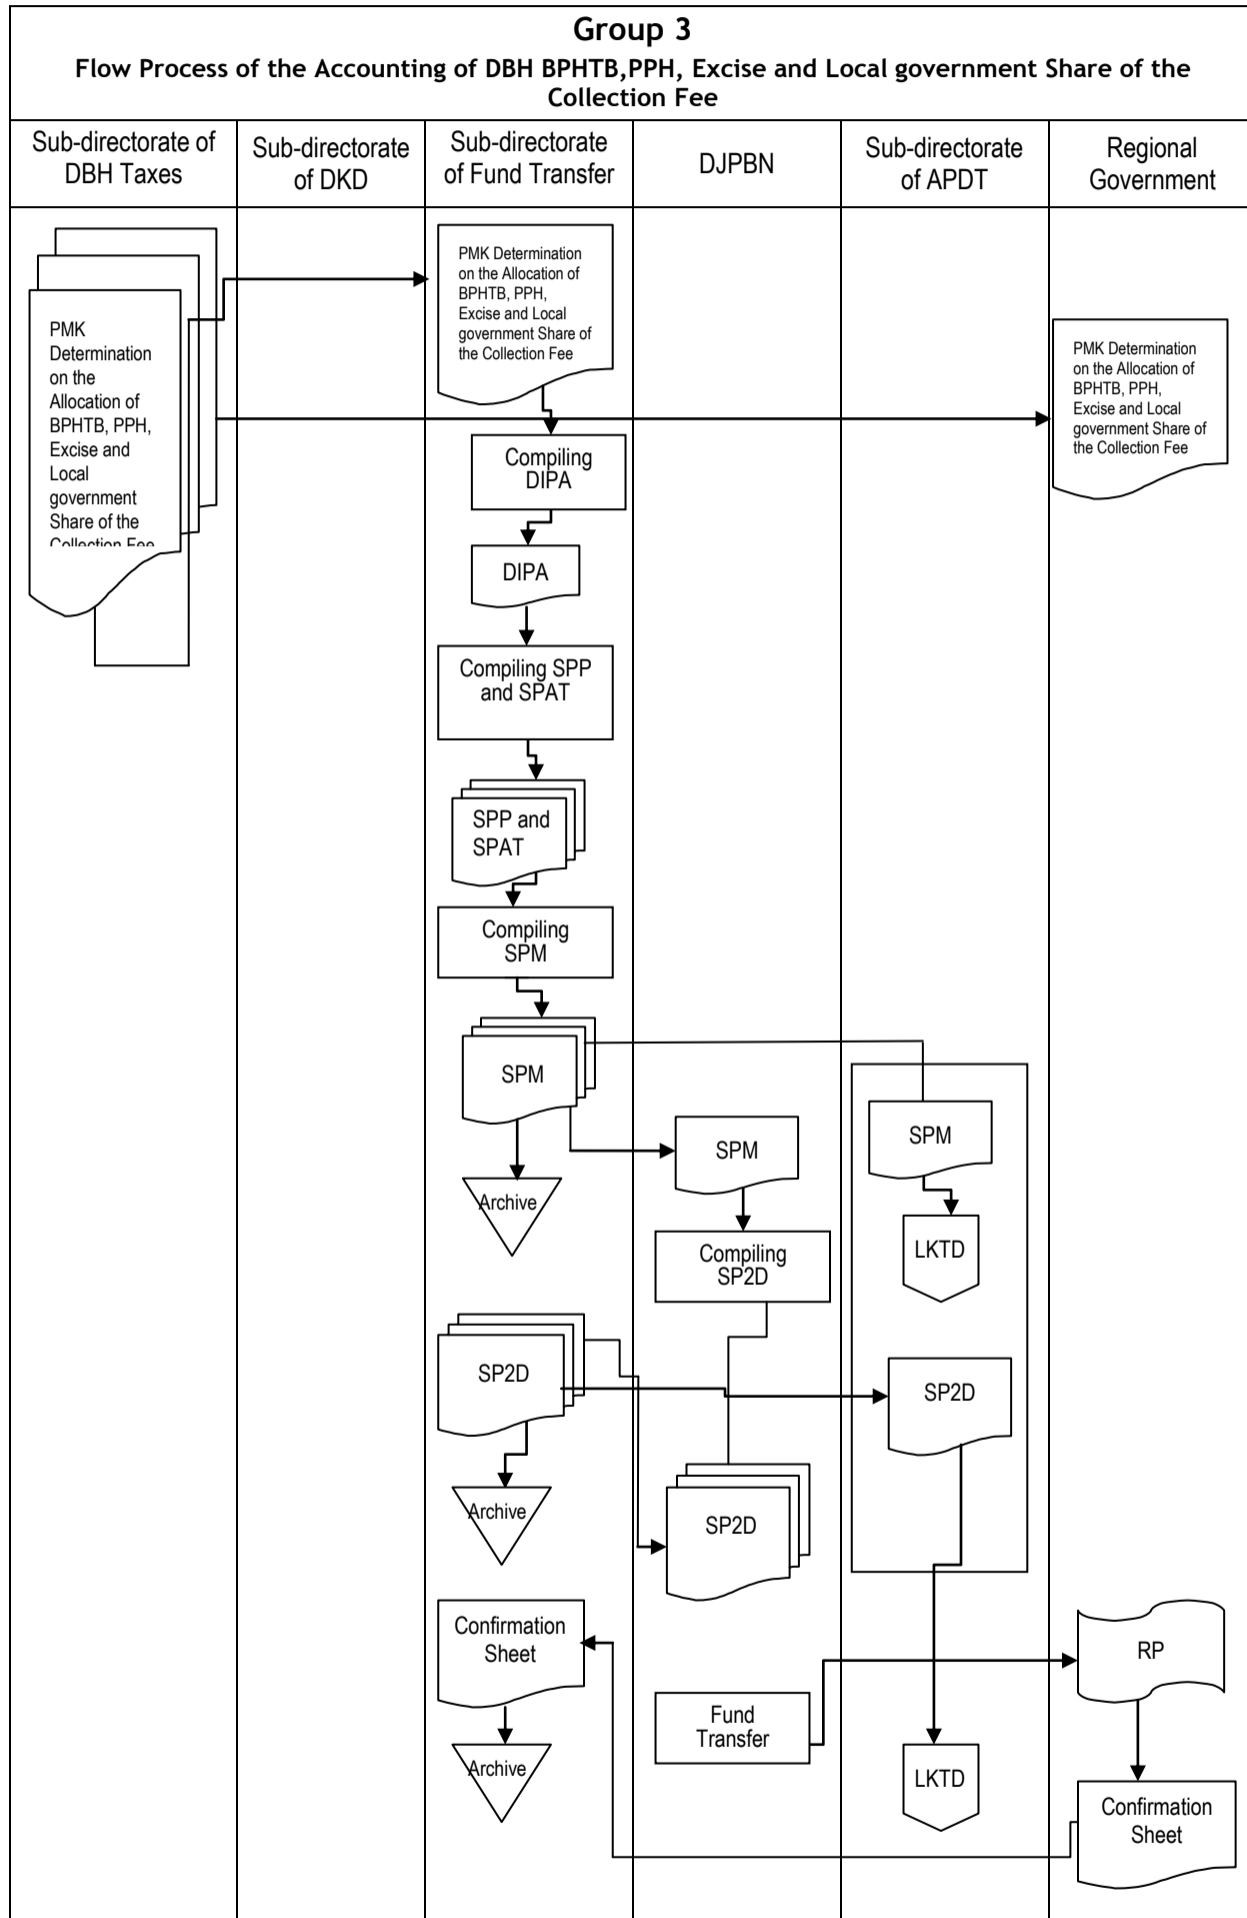 Group 3
Flow Process of the Accounting of DBH BPHTB,PPH, Excise and Local government Share of the
Collection Fee
Sub-directorate of
DBH Taxes
Sub-directorate
of DKD
Sub-directorate
of Fund Transfer
DJPBN
Sub-directorate
of APDT
Regional
Government
PMK
Determination
on the
Allocation of
BPHTB, PPH,
Excise and
Local
government
Share of the
Collection Fee
PMK Determination
on the Allocation of
BPHTB, PPH,
Excise and Local
government Share of
the Collection Fee
PMK Determination
on the Allocation of
BPHTB, PPH,
Excise and Local
government Share of
the Collection Fee
Compiling
DIPA
DIPA
Compiling SPP
and SPAT
SPP and
SPAT
Compiling
SPM
SPM
SPM
SPM
Archive
Compiling
SP2D
LKTD
SP2D
SP2D
Archive
SP2D
Confirmation
Sheet
RP
Fund
Transfer
Archive
LKTD
Confirmation
Sheet